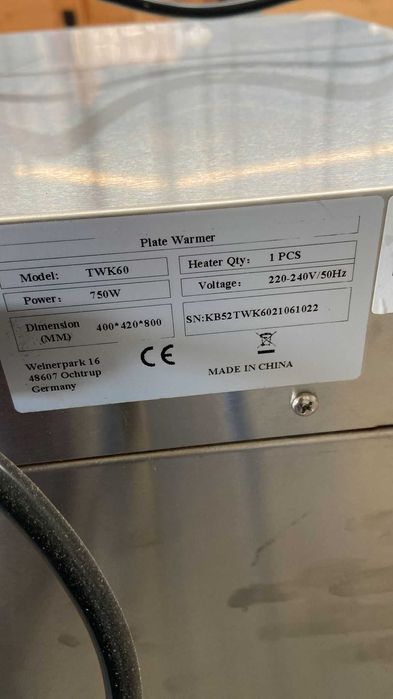 Plate Warmer
Model: TWK60
Heater Qty: 1 PCS
Power: 750W
Voltage: 220-240V/50Hz
Dimension (MM) 400*420*800
SN:KB52TWK6021061022
Weinerpark 16
48607 Ochtrup
Germany
CE
MADE IN CHINA